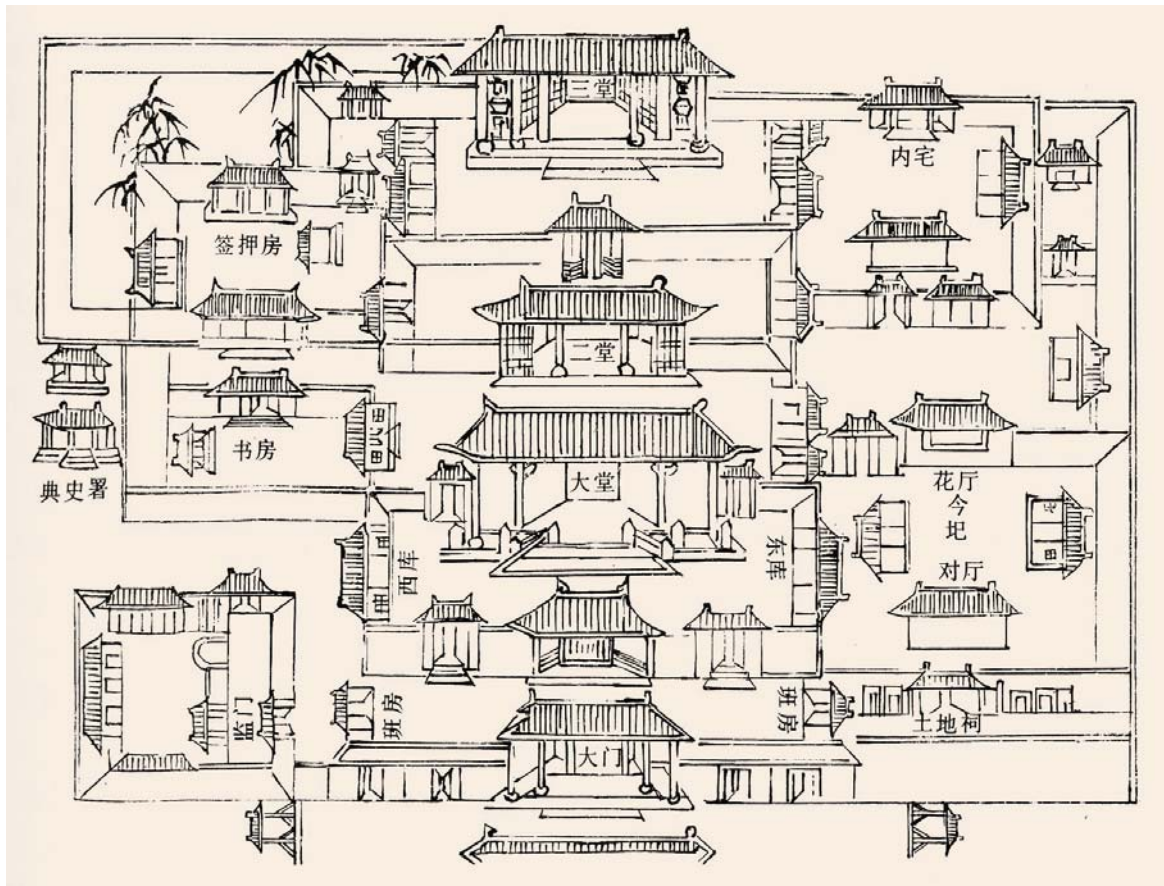 三堂
内宅
签押房
二堂
书房
典史署
大堂
花厅
今圯
对厅
西库
东库
监门
班房
班房
土地祠
大门